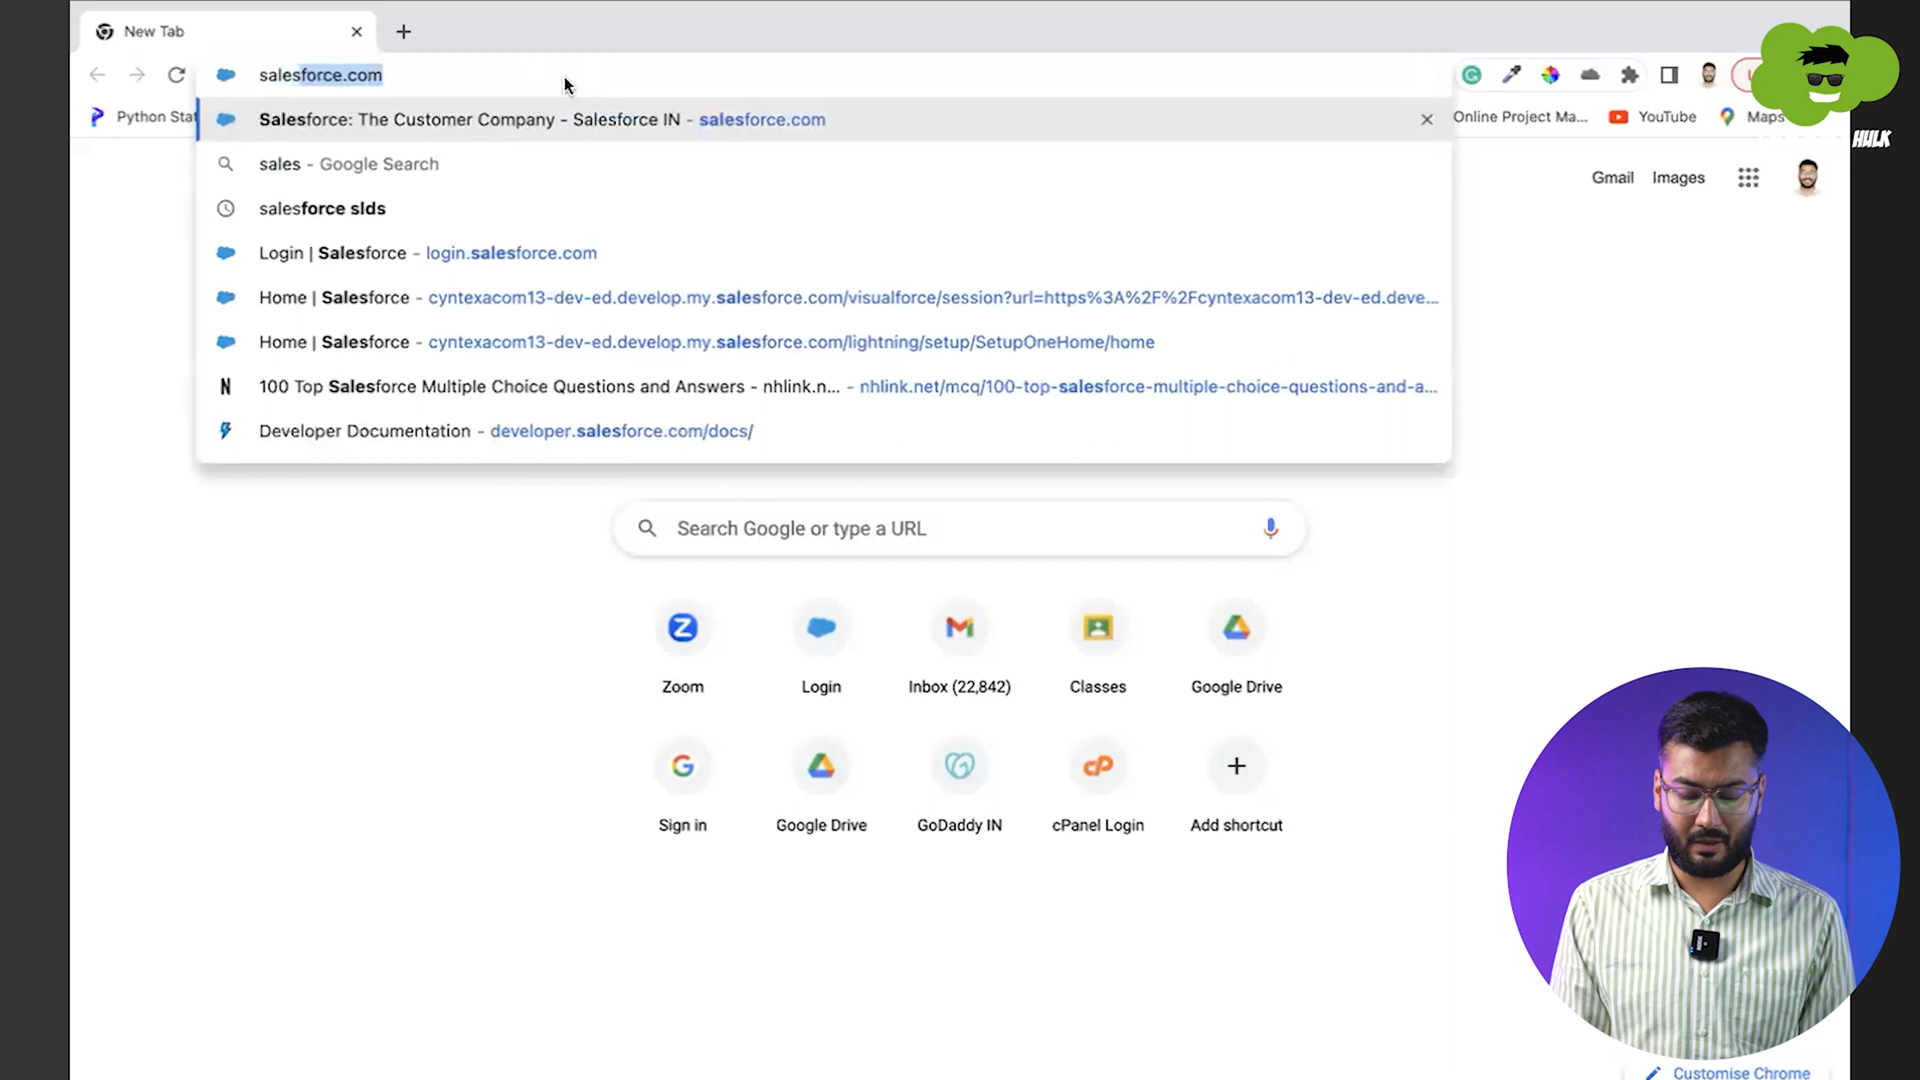 New Tab
salesforce.com
Python Stat
Online Project Ma...
YouTube
Maps
HULK
Salesforce: The Customer Company - Salesforce IN - salesforce.com
sales - Google Search
salesforce slds
Login | Salesforce - login.salesforce.com
Home | Salesforce - cyntexacom13-dev-ed.develop.my.salesforce.com/visualforce/session?url=https%3A%2F%2Fcyntexacom13-dev-ed.deve...
Home | Salesforce - cyntexacom13-dev-ed.develop.my.salesforce.com/lightning/setup/SetupOneHome/home
100 Top Salesforce Multiple Choice Questions and Answers - nhlink.n... - nhlink.net/mcq/100-top-salesforce-multiple-choice-questions-and-a...
Developer Documentation - developer.salesforce.com/docs/
Gmail Images
Search Google or type a URL
Zoom Login Inbox (22,842) Classes Google Drive
Sign in Google Drive GoDaddy IN cPanel Login Add shortcut
Customise Chrome